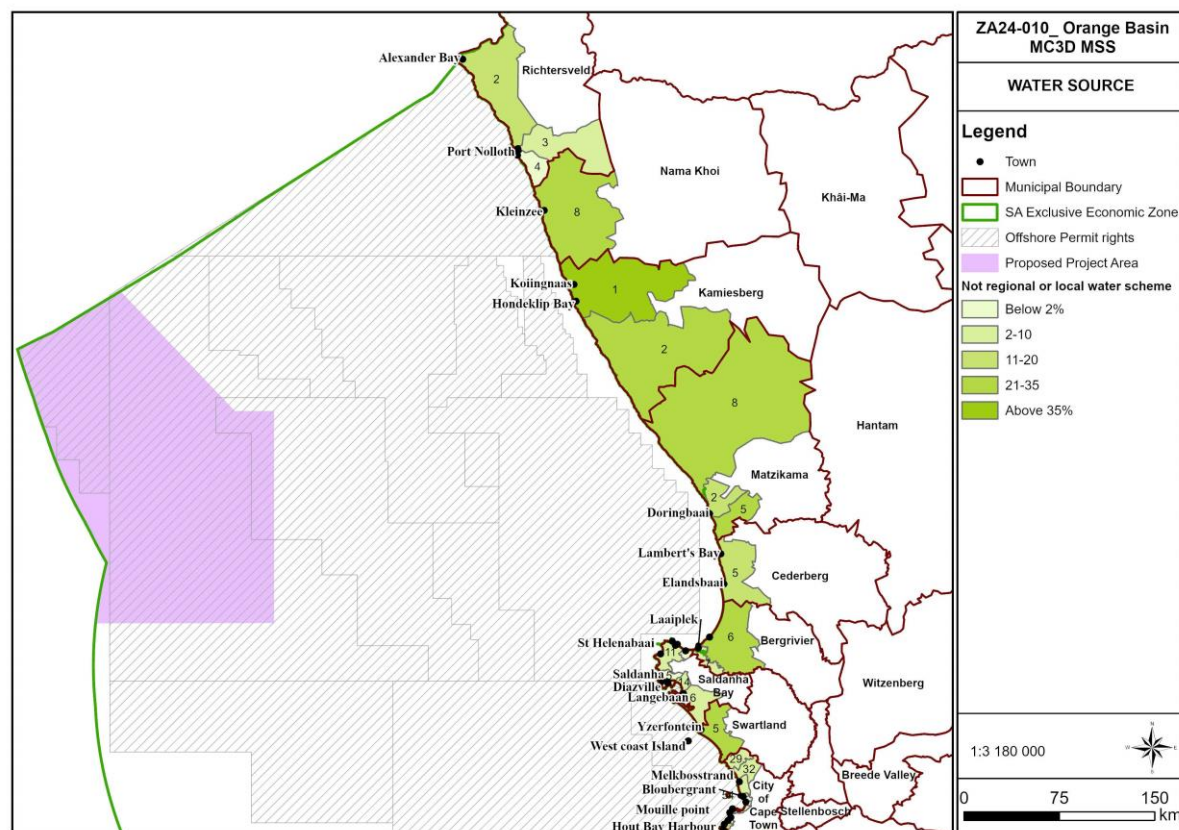 Alexander Bay
Richtersveld
2
3
Port Nolloth
4
Nama Khoi
Khâi-Ma
Kleinzee
8
Koiingnaas
1
Kamiesberg
Hondeklip Bay
2
8
Hantam
Matzikama
2
5
Doringbaai
Lambert's Bay
5
Cederberg
Elandsbaai
Laaiplek
6
Bergrivier
St Helenabaai
11
Saldanha
5
14
Saldanha
Bay
Witzenberg
Diazville
Langebaan
6
Swartland
Yzerfontein
5
West coast Island
29
32
Melkbosstrand
Breede Valley
Bloubergrant
City
of
Cape
Town
Stellenbosch
Mouille point
Hout Bay Harbour
ZA24-010_ Orange Basin
MC3D MSS
WATER SOURCE
Legend
Town
Municipal Boundary
SA Exclusive Economic Zone
Offshore Permit rights
Proposed Project Area
Not regional or local water scheme
Below 2%
2-10
11-20
21-35
Above 35%
1:3 180 000
N
W
E
S
0 75 150
km